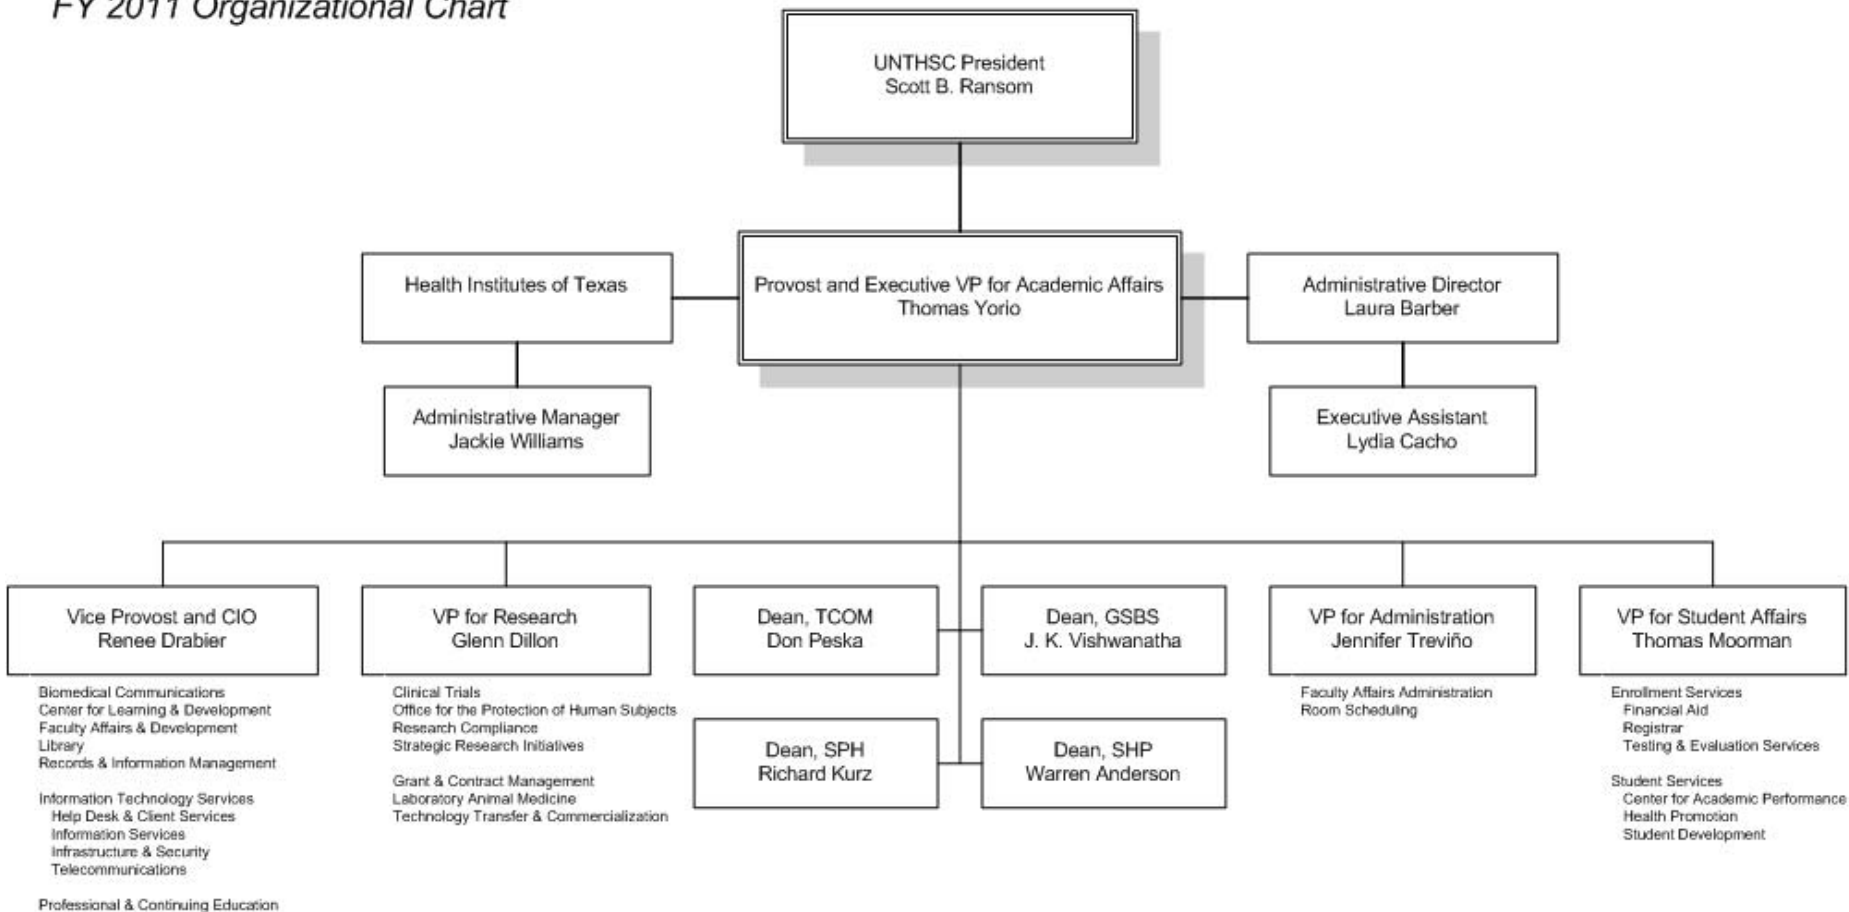 FY 2011 Organizational Chart
UNTHSC President
Scott B. Ransom
Health Institutes of Texas
Provost and Executive VP for Academic Affairs
Thomas Yorio
Administrative Director
Laura Barber
Administrative Manager
Jackie Williams
Executive Assistant
Lydia Cacho
Vice Provost and CIO
Renee Drabier
Biomedical Communications
Center for Learning & Development
Faculty Affairs & Development
Library
Records & Information Management
Information Technology Services
Help Desk & Client Services
Information Services
Infrastructure & Security
Telecommunications
Professional & Continuing Education
VP for Research
Glenn Dillon
Clinical Trials
Office for the Protection of Human Subjects
Research Compliance
Strategic Research Initiatives
Grant & Contract Management
Laboratory Animal Medicine
Technology Transfer & Commercialization
Dean, TCOM
Don Peska
Dean, GSBS
J. K. Vishwanatha
Dean, SPH
Richard Kurz
Dean, SHP
Warren Anderson
VP for Administration
Jennifer Treviño
Faculty Affairs Administration
Room Scheduling
VP for Student Affairs
Thomas Moorman
Enrollment Services
Financial Aid
Registrar
Testing & Evaluation Services
Student Services
Center for Academic Performance
Health Promotion
Student Development